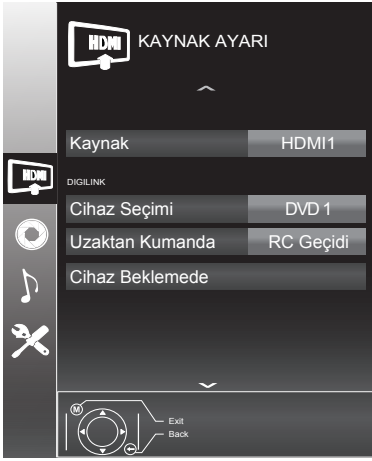 HDMI KAYNAK AYARI
Kaynak HDMI1
HDMI
DIGILINK
Cihaz Seçimi DVD 1
Uzaktan Kumanda RC Geçidi
Cihaz Beklemede
M
Exit
Back